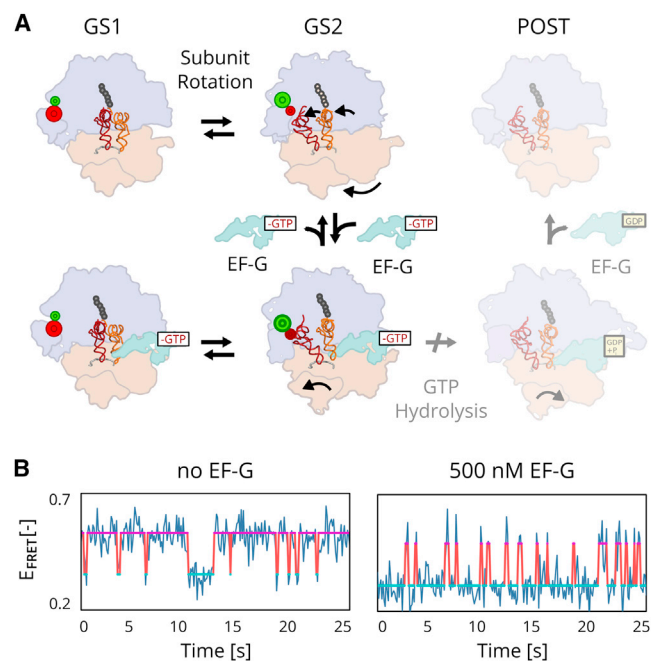 A
GS1
GS2
POST
Subunit
Rotation
-GTP
-GTP
GDP
EF-G
EF-G
EF-G
-GTP
-GTP
GDP
+P
GTP
Hydrolysis
B
no EF-G
500 nM EF-G
0.7
EFRET[-]
0.2
0 5 10 15 20 25
0 5 10 15 20 25
Time [s]
Time [s]